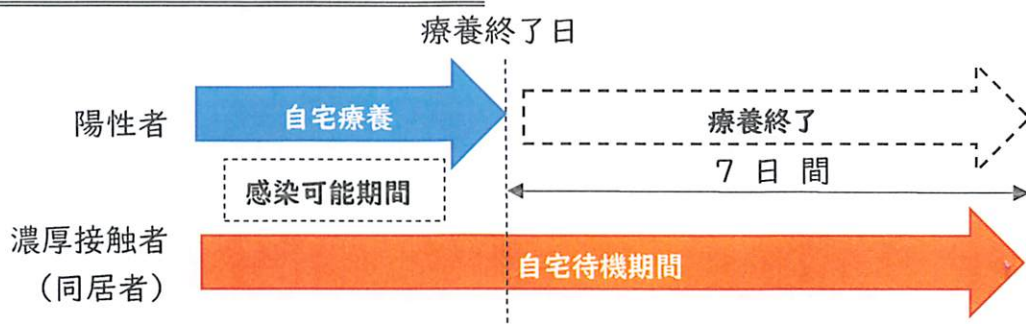 療養終了日
陽性者
自宅療養
療養終了
感染可能期間
7日間
濃厚接触者
(同居者)
自宅待機期間